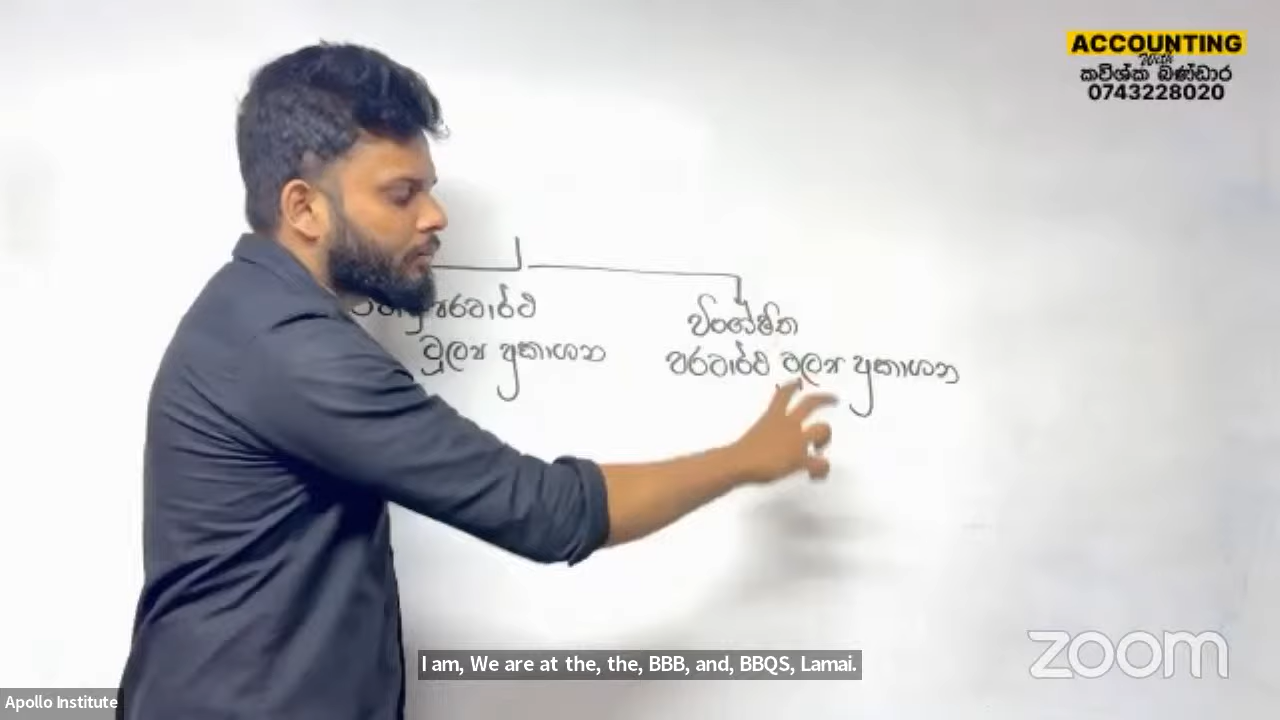 ACCOUNTING
With
කවිශ්ක බණ්ඩාර
0743228020
විශේෂිත
මූල්‍ය ප්‍රකාශන
පරමාර්ථ මූල්‍ය ප්‍රකාශන
I am, We are at the, the, BBB, and, BBQS, Lamai.
zoom
Apollo Institute